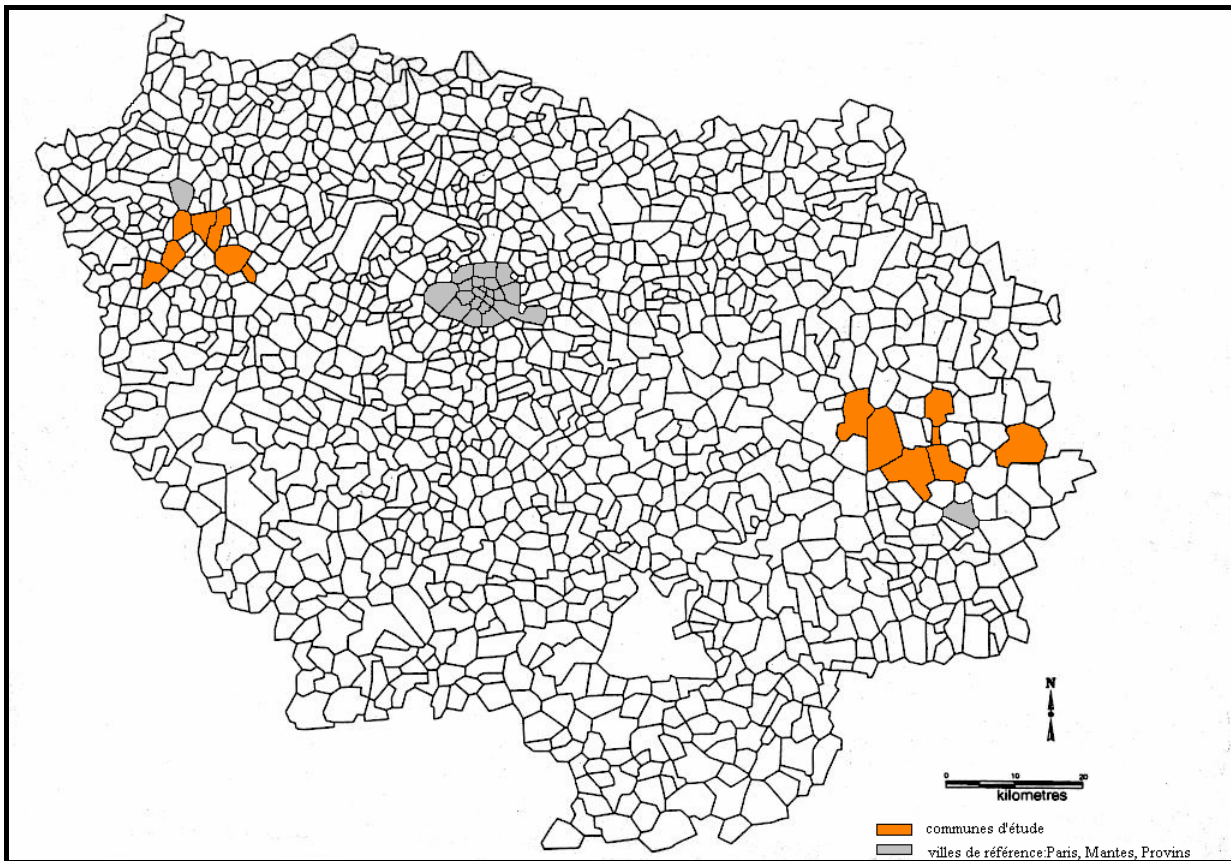 N
0 10 20
kilometres
communes d'étude
villes de référence:Paris, Mantes, Provins